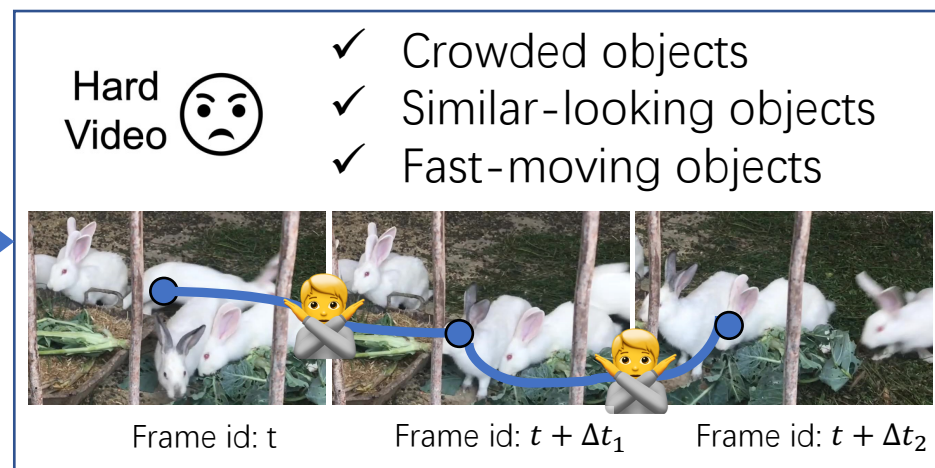 Hard
Video
✓ Crowded objects
✓ Similar-looking objects
✓ Fast-moving objects
Frame id: t
Frame id: t + Δt₁
Frame id: t + Δt₂